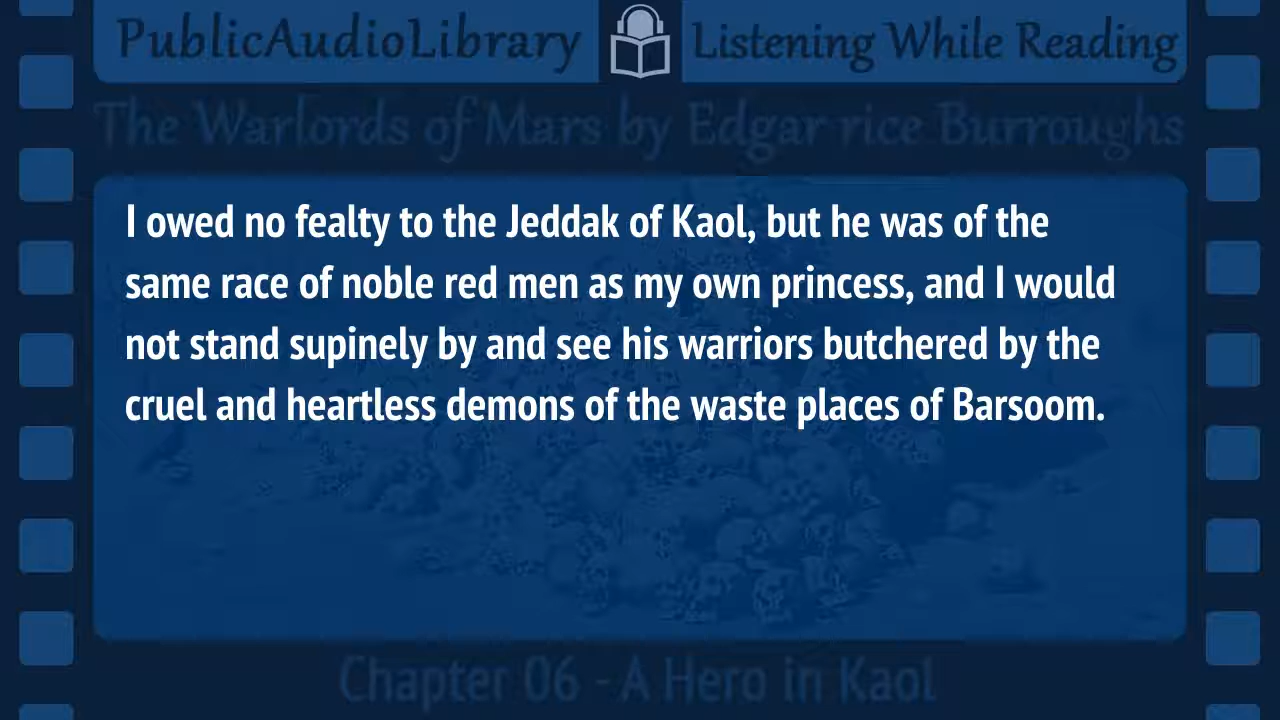 PublicAudioLibrary Listening While Reading
The Warlords of Mars by Edgar rice Burroughs
I owed no fealty to the Jeddak of Kaol, but he was of the
same race of noble red men as my own princess, and I would
not stand supinely by and see his warriors butchered by the
cruel and heartless demons of the waste places of Barsoom.
Chapter 06 - A Hero in Kaol